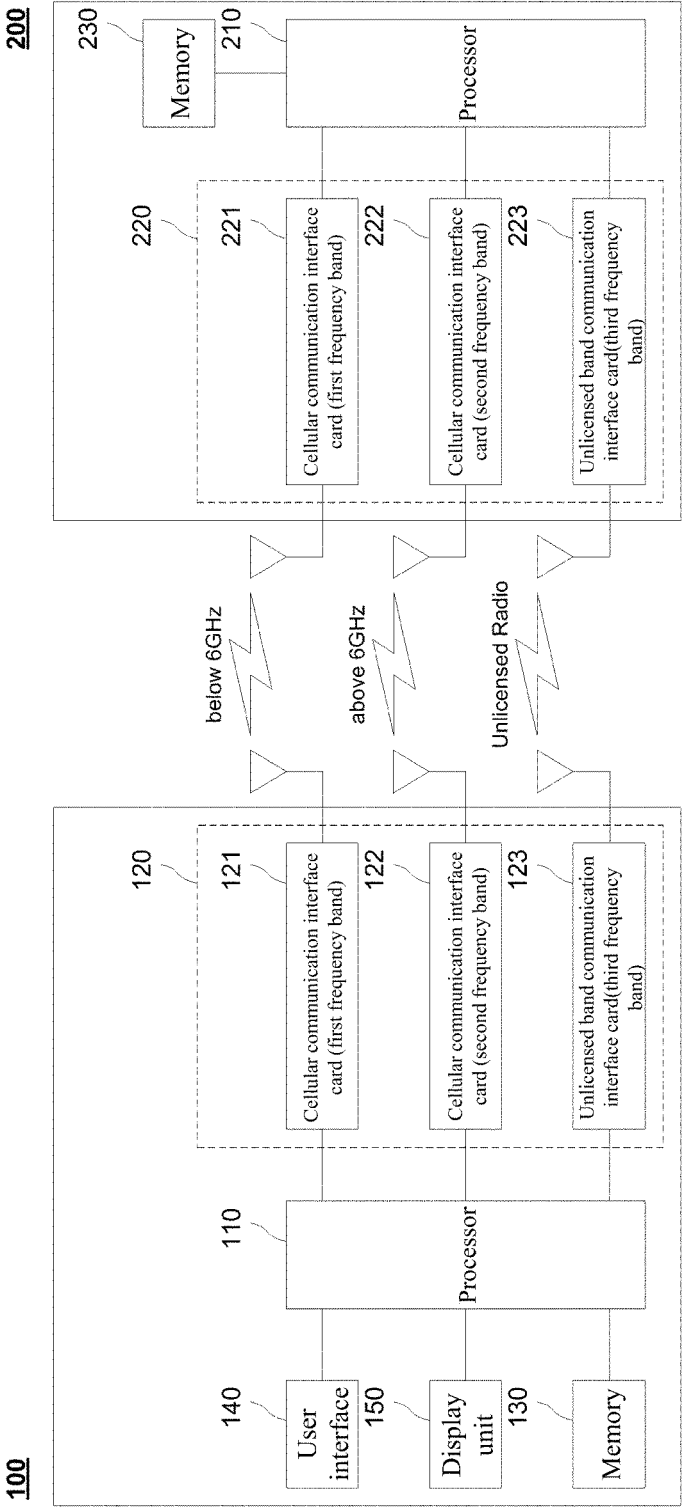 100
200
140
User
interface
150
Display
unit
130
Memory
110
Processor
120
121
Cellular communication interface
card (first frequency band)
122
Cellular communication interface
card (second frequency band)
123
Unlicensed band communication
interface card(third frequency
band)
below 6GHz
above 6GHz
Unlicensed Radio
220
221
Cellular communication interface
card (first frequency band)
222
Cellular communication interface
card (second frequency band)
223
Unlicensed band communication
interface card(third frequency
band)
230
Memory
210
Processor